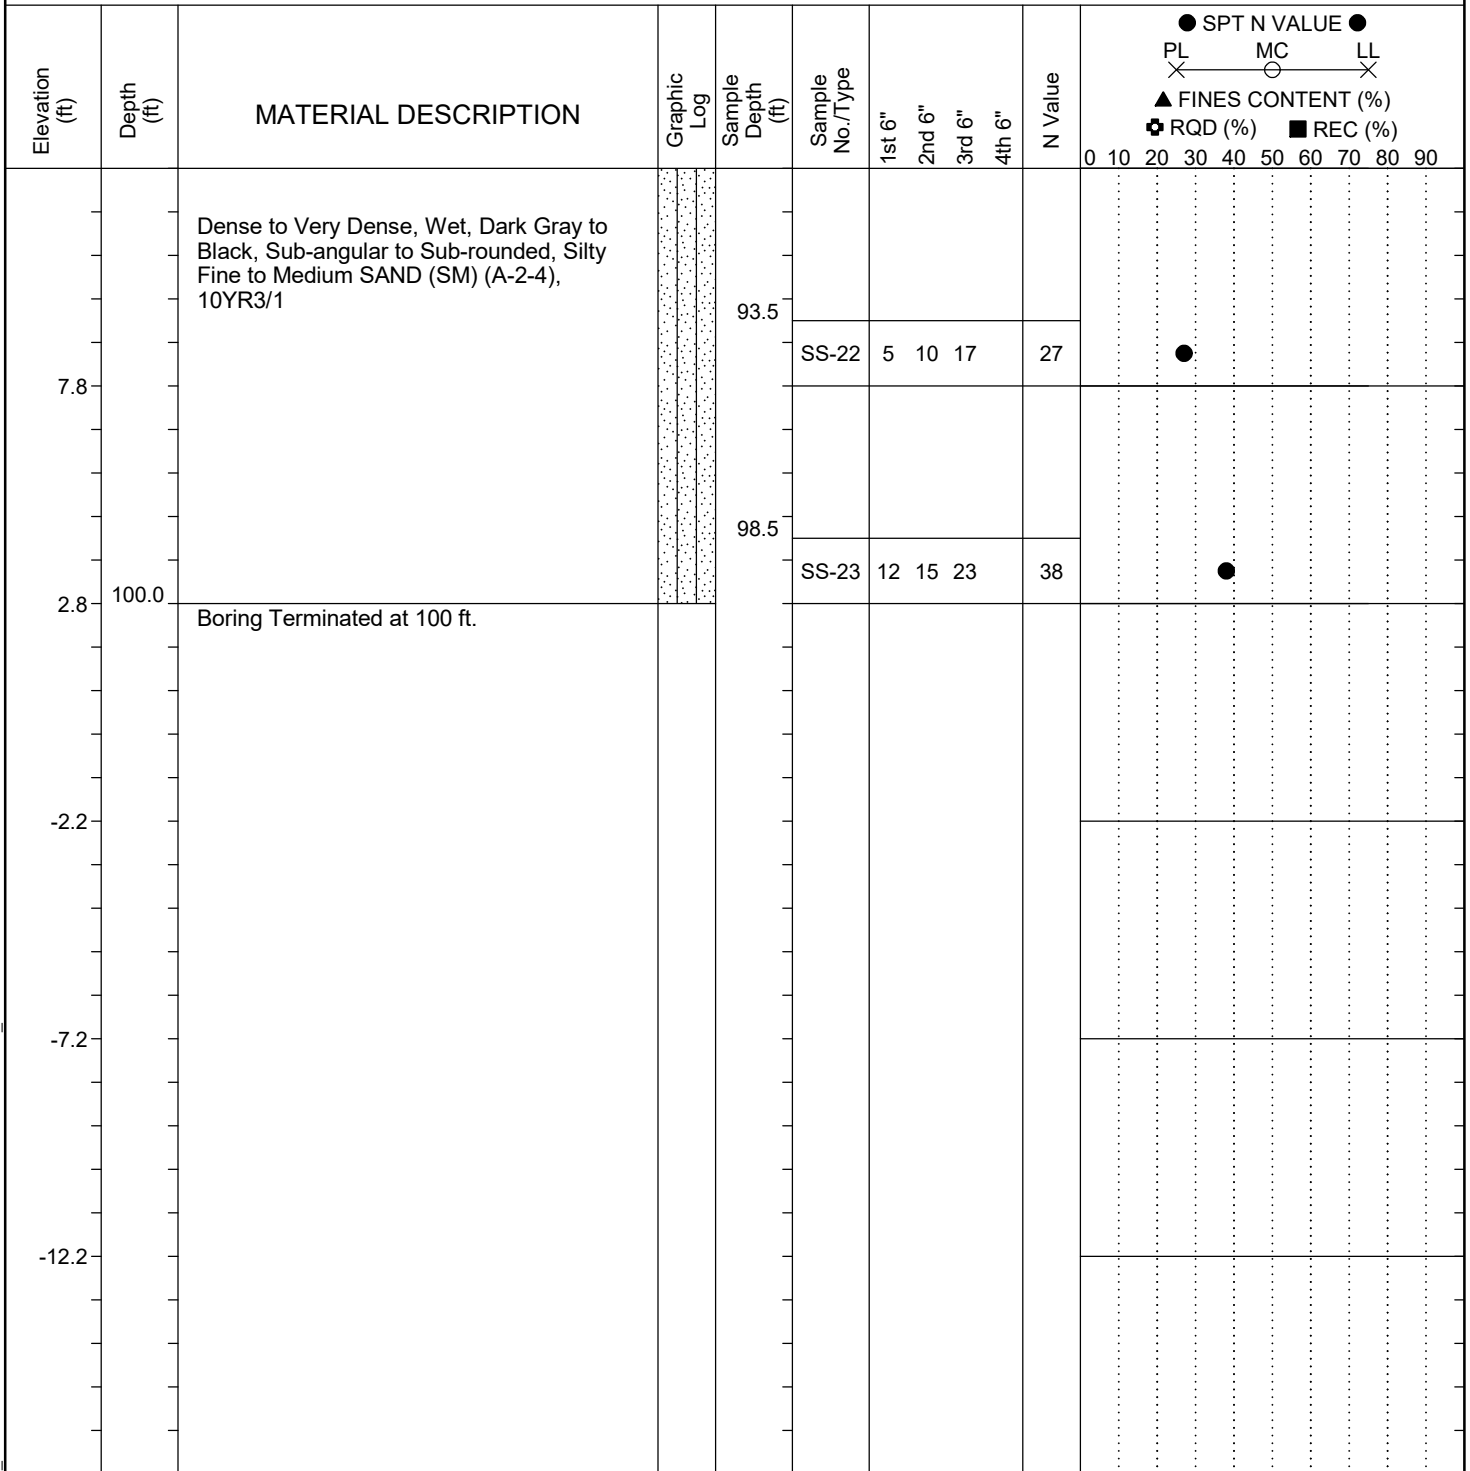 Elevation
(ft)
Depth
(ft)
MATERIAL DESCRIPTION
Graphic
Log
Sample
Depth
(ft)
Sample
No./Type
1st 6"
2nd 6"
3rd 6"
4th 6"
N Value
SPT N VALUE
PL MC LL
FINES CONTENT (%)
RQD (%) REC (%)
0 10 20 30 40 50 60 70 80 90
Dense to Very Dense, Wet, Dark Gray to
Black, Sub-angular to Sub-rounded, Silty
Fine to Medium SAND (SM) (A-2-4),
10YR3/1
93.5
SS-22 5 10 17 27
7.8
98.5
SS-23 12 15 23 38
100.0
2.8
Boring Terminated at 100 ft.
-2.2
-7.2
-12.2